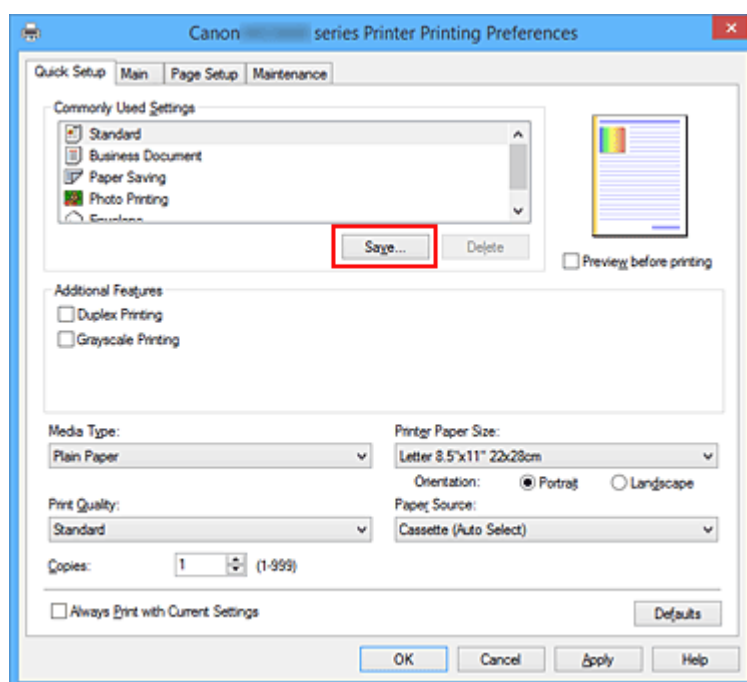 Canon series Printer Printing Preferences
Quick Setup Main Page Setup Maintenance
Commonly Used Settings
Standard
Business Document
Paper Saving
Photo Printing
Save... Delete
Preview before printing
Additional Features
Duplex Printing
Grayscale Printing
Media Type:
Plain Paper
Printer Paper Size:
Letter 8.5"x11" 22x28cm
Orientation: Portrait Landscape
Print Quality:
Standard
Paper Source:
Cassette (Auto Select)
Copies: 1 (1-999)
Always Print with Current Settings
Defaults
OK Cancel Apply Help